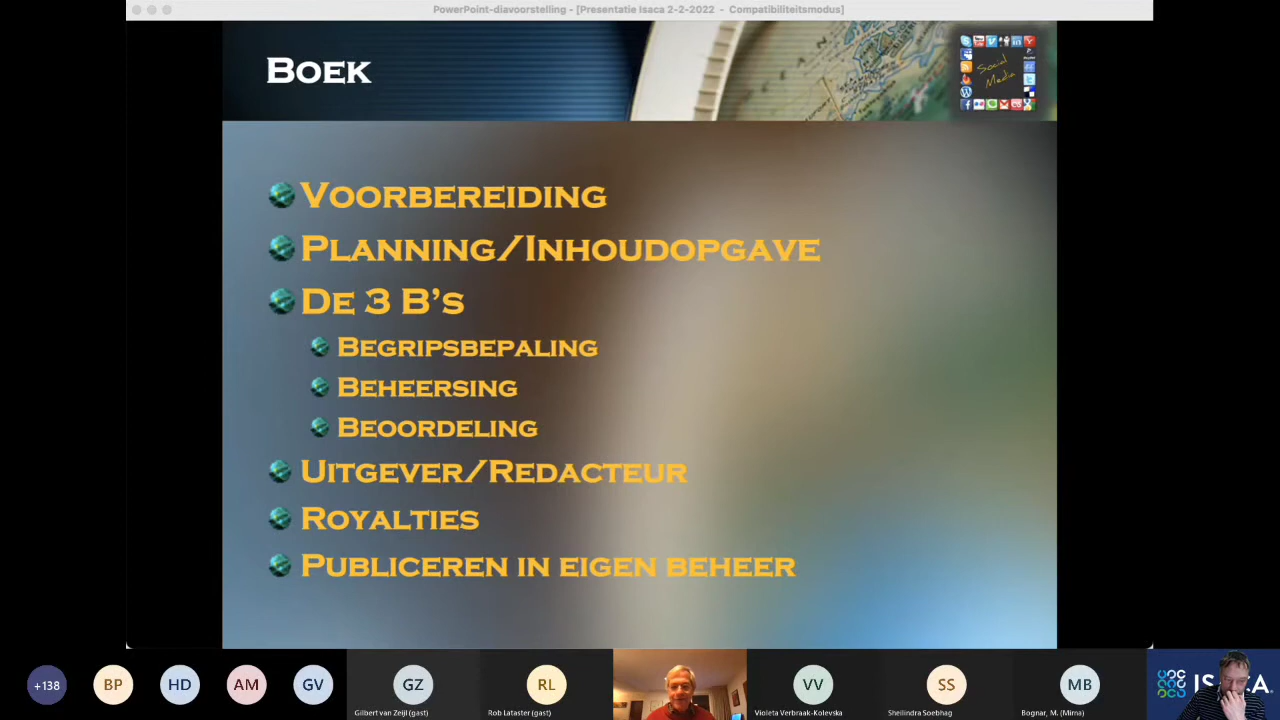 PowerPoint-diavoorstelling - [Presentatie Isaca 2-2-2022 - Compatibiliteitsmodus]
Boek
Social
Media
Voorbereiding
Planning/Inhoudopgave
De 3 B's
Begripsbepaling
Beheersing
Beoordeling
Uitgever/Redacteur
Royalties
Publiceren in eigen beheer
+138
BP
HD
AM
GV
GZ
RL
VV
SS
MB
Gilbert van Zeijl (gast)
Rob Lataster (gast)
Violeta Verbraak-Kolevska
Sheilindra Soebhag
Bognar, M. (Mirna)